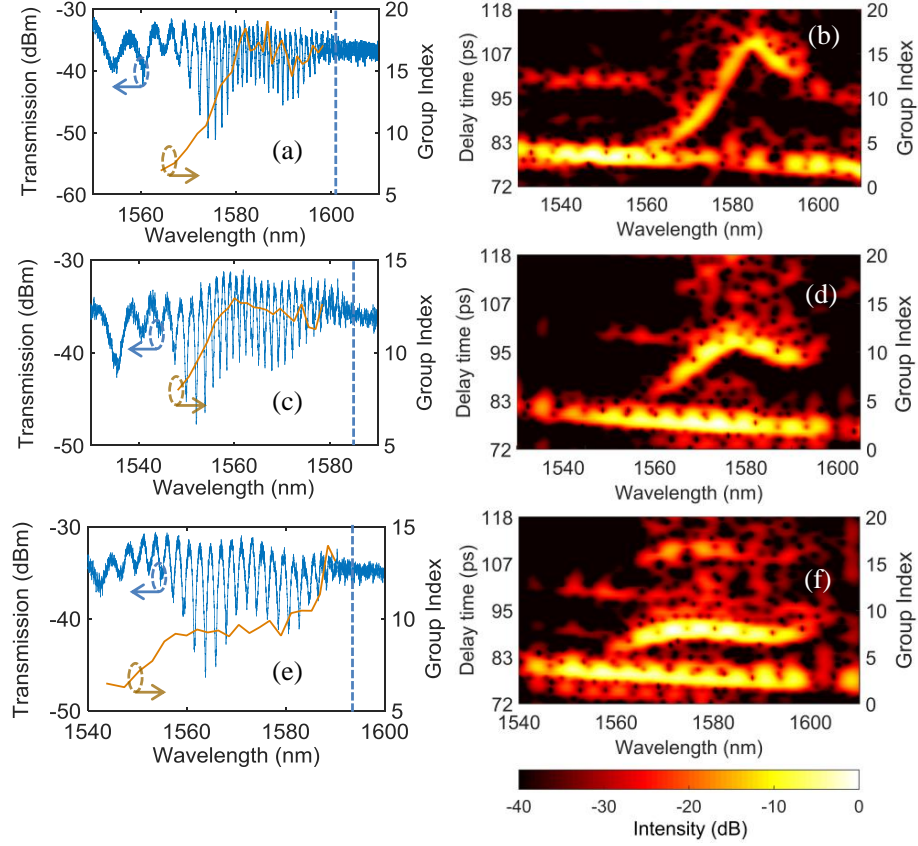 -30
-40
-50
-60
Transmission (dBm)
20
15
10
5
Group Index
1560 1580 1600
Wavelength (nm)
(a)
118
107
95
83
72
Delay time (ps)
20
15
10
5
0
Group Index
1540 1560 1580 1600
Wavelength (nm)
(b)
-30
-40
-50
Transmission (dBm)
15
10
5
Group Index
1540 1560 1580
Wavelength (nm)
(c)
118
107
95
83
72
Delay time (ps)
20
15
10
5
0
Group Index
1540 1560 1580 1600
Wavelength (nm)
(d)
-30
-40
-50
Transmission (dBm)
15
10
5
Group Index
1540 1560 1580 1600
Wavelength (nm)
(e)
118
107
95
83
72
Delay time (ps)
20
15
10
5
0
Group Index
1540 1560 1580 1600
Wavelength (nm)
(f)
-40 -30 -20 -10 0
Intensity (dB)